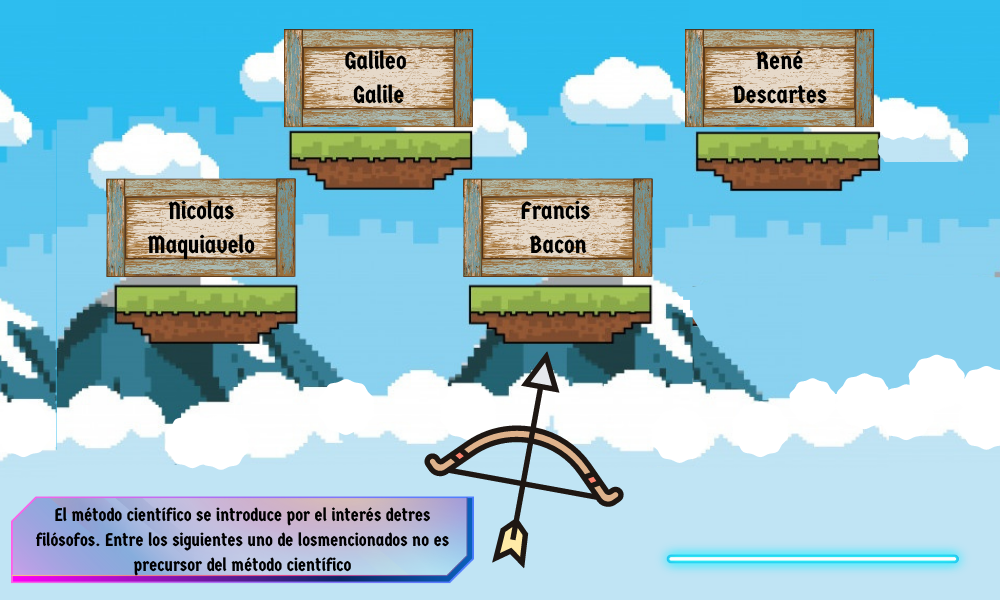 Galileo
Galile
René
Descartes
Nicolas
Maquiavelo
Francis
Bacon
El método científico se introduce por el interés detres
filósofos. Entre los siguientes uno de losmencionados no es
precursor del método científico